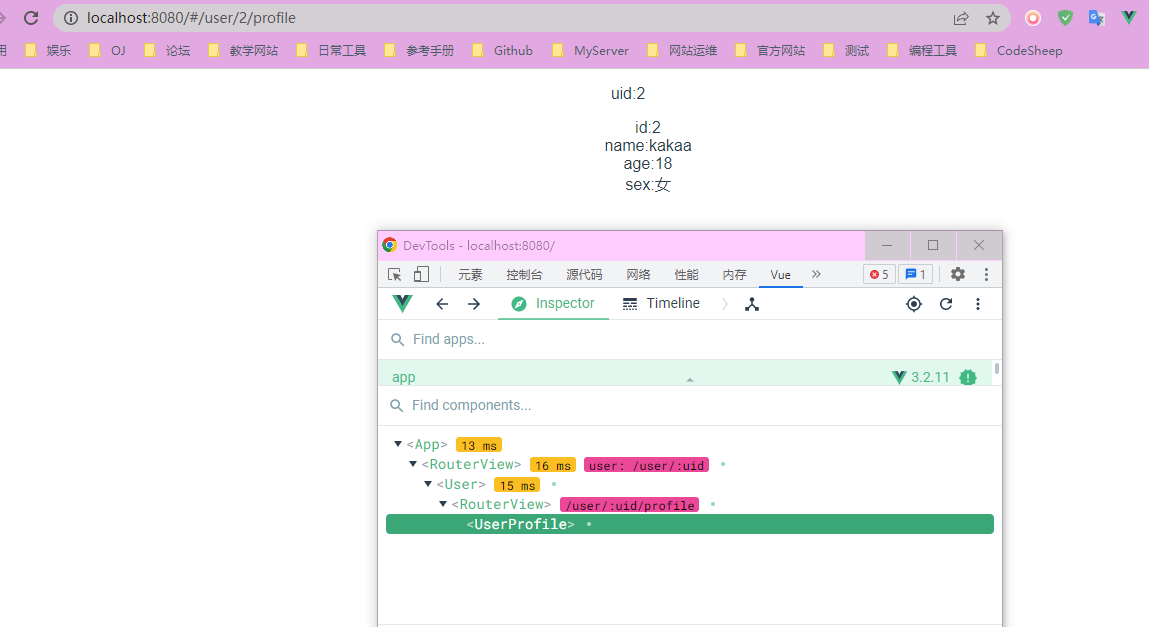 localhost:8080/#/user/2/profile
用 娱乐 OJ 论坛 教学网站 日常工具 参考手册 Github MyServer 网站运维 官方网站 测试 编程工具 CodeSheep
uid:2
id:2
name:kakaa
age:18
sex:女
DevTools - localhost:8080/
元素 控制台 源代码 网络 性能 内存 Vue » 5 1
Inspector Timeline
Find apps...
app 3.2.11
Find components...
<App> 13 ms
<RouterView> 16 ms user: /user/:uid
<User> 15 ms
<RouterView> /user/:uid/profile
<UserProfile>